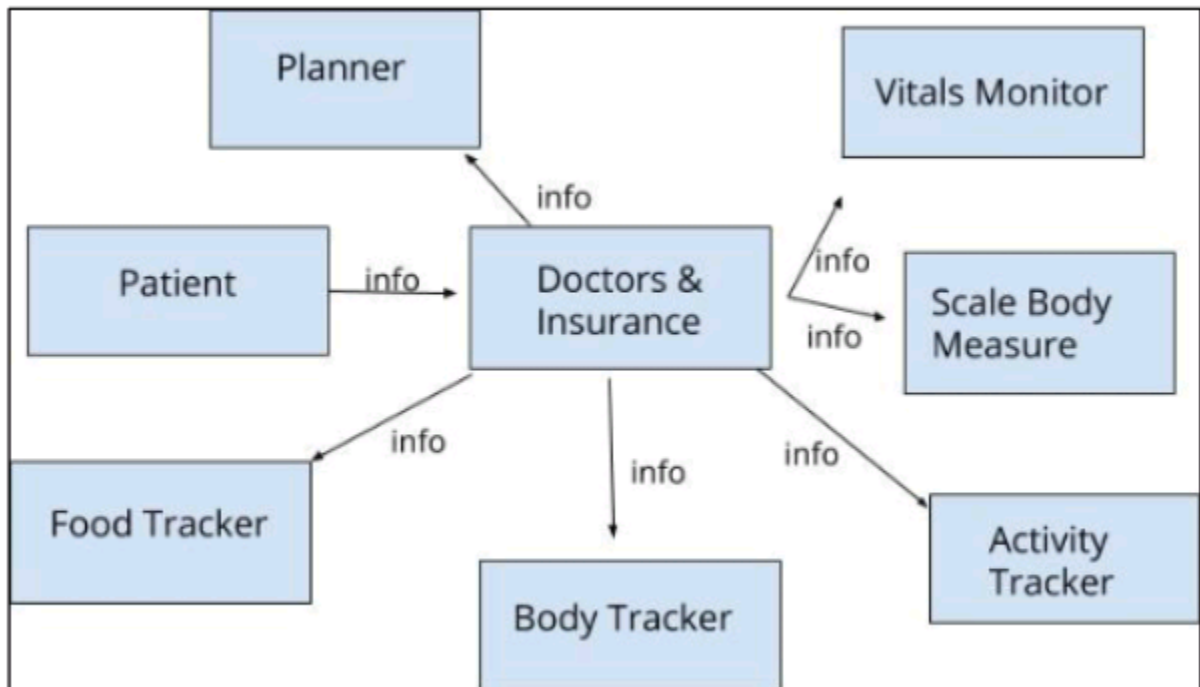 Planner
Vitals Monitor
info
Patient
info
Doctors &
Insurance
info
info
Scale Body
Measure
info
info
info
Food Tracker
Body Tracker
Activity
Tracker